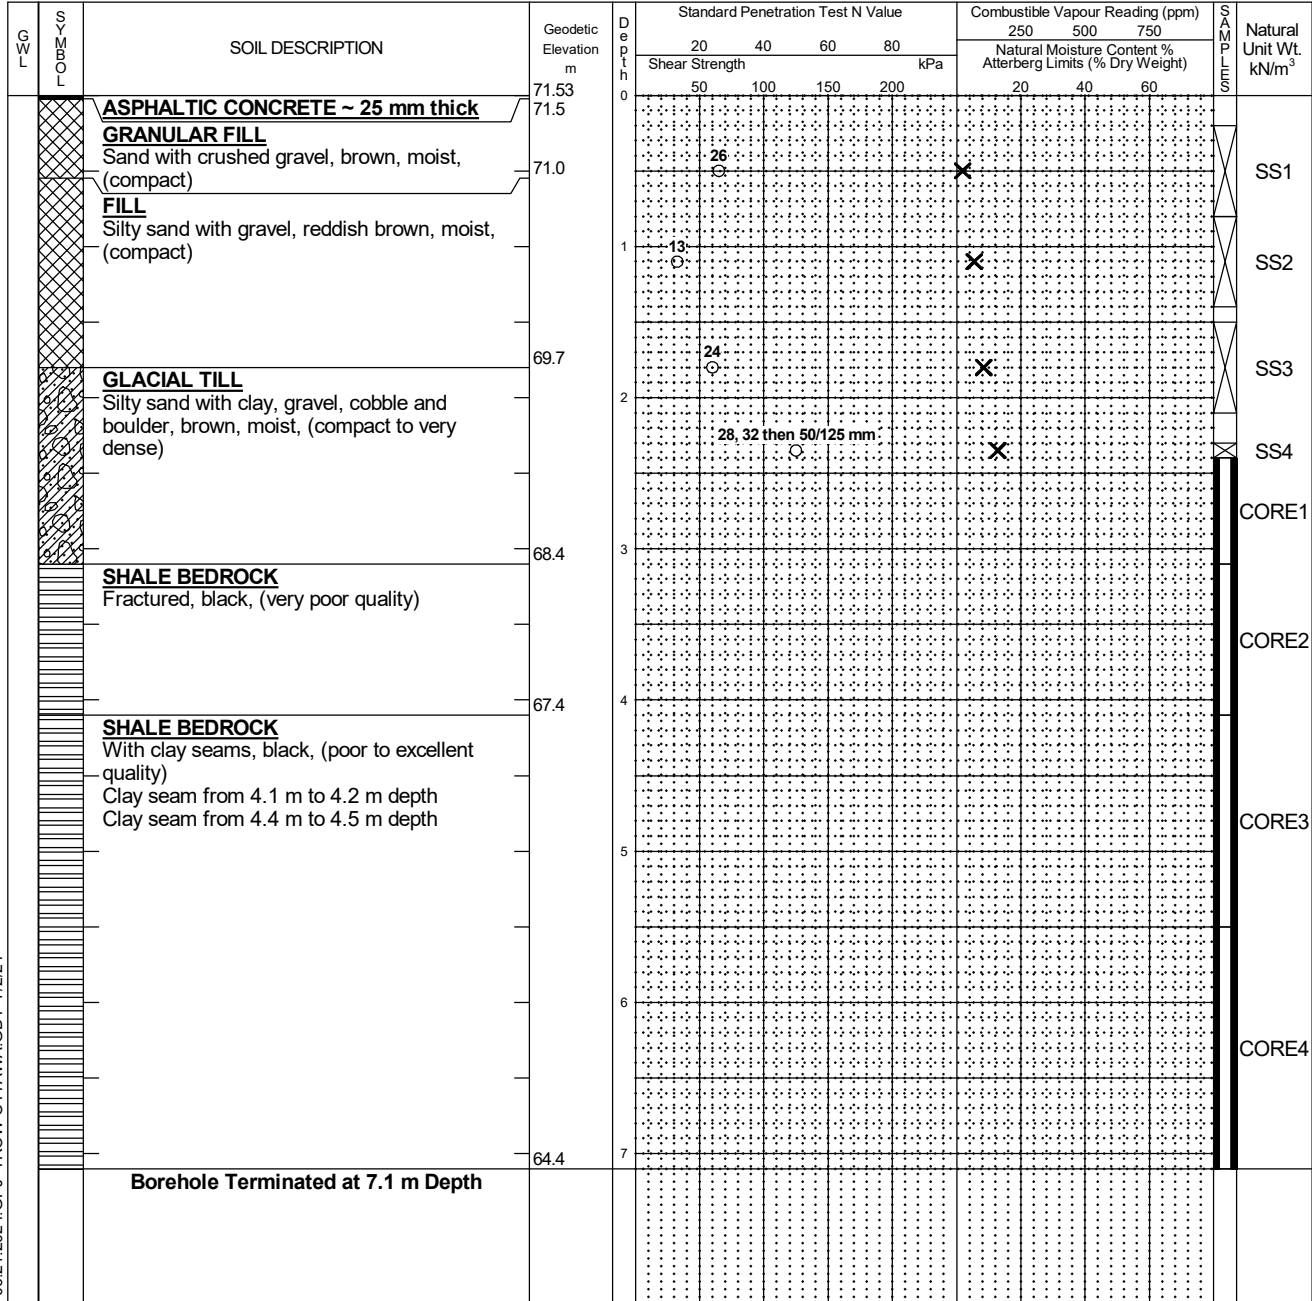 GWL
SYMBOL
SOIL DESCRIPTION
Geodetic
Elevation
m
Depth
Standard Penetration Test N Value
20 40 60 80
Shear Strength kPa
50 100 150 200
Combustible Vapour Reading (ppm)
250 500 750
Natural Moisture Content %
Atterberg Limits (% Dry Weight)
20 40 60
SAMPLES
Natural
Unit Wt.
kN/m³
71.53
0
ASPHALTIC CONCRETE ~ 25 mm thick
71.5
GRANULAR FILL
Sand with crushed gravel, brown, moist,
(compact)
71.0
26
SS1
FILL
Silty sand with gravel, reddish brown, moist,
(compact)
1
13
SS2
69.7
24
SS3
GLACIAL TILL
Silty sand with clay, gravel, cobble and
boulder, brown, moist, (compact to very
dense)
2
28, 32 then 50/125 mm
SS4
CORE1
68.4
3
SHALE BEDROCK
Fractured, black, (very poor quality)
CORE2
67.4
4
SHALE BEDROCK
With clay seams, black, (poor to excellent
quality)
Clay seam from 4.1 m to 4.2 m depth
Clay seam from 4.4 m to 4.5 m depth
CORE3
5
6
CORE4
64.4
7
Borehole Terminated at 7.1 m Depth